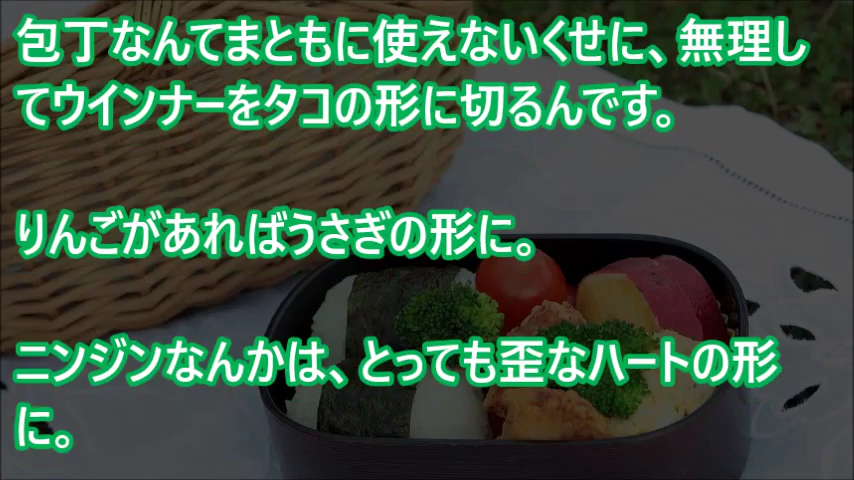 包丁なんてまともに使えないくせに、無理し
てウインナーをタコの形に切るんです。
りんごがあればうさぎの形に。
ニンジンなんかは、とっても歪なハートの形
に。